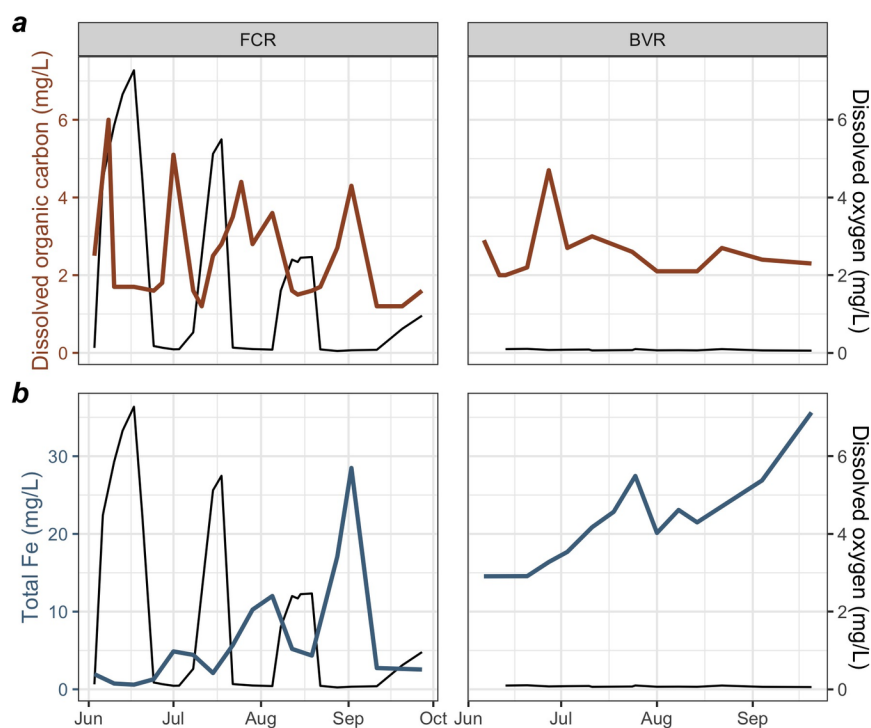 a
FCR
BVR
Dissolved organic carbon (mg/L)
6
4
2
0
6
4
2
0
Dissolved oxygen (mg/L)
b
Total Fe (mg/L)
30
20
10
0
6
4
2
0
Dissolved oxygen (mg/L)
Jun
Jul
Aug
Sep
Oct
Jun
Jul
Aug
Sep